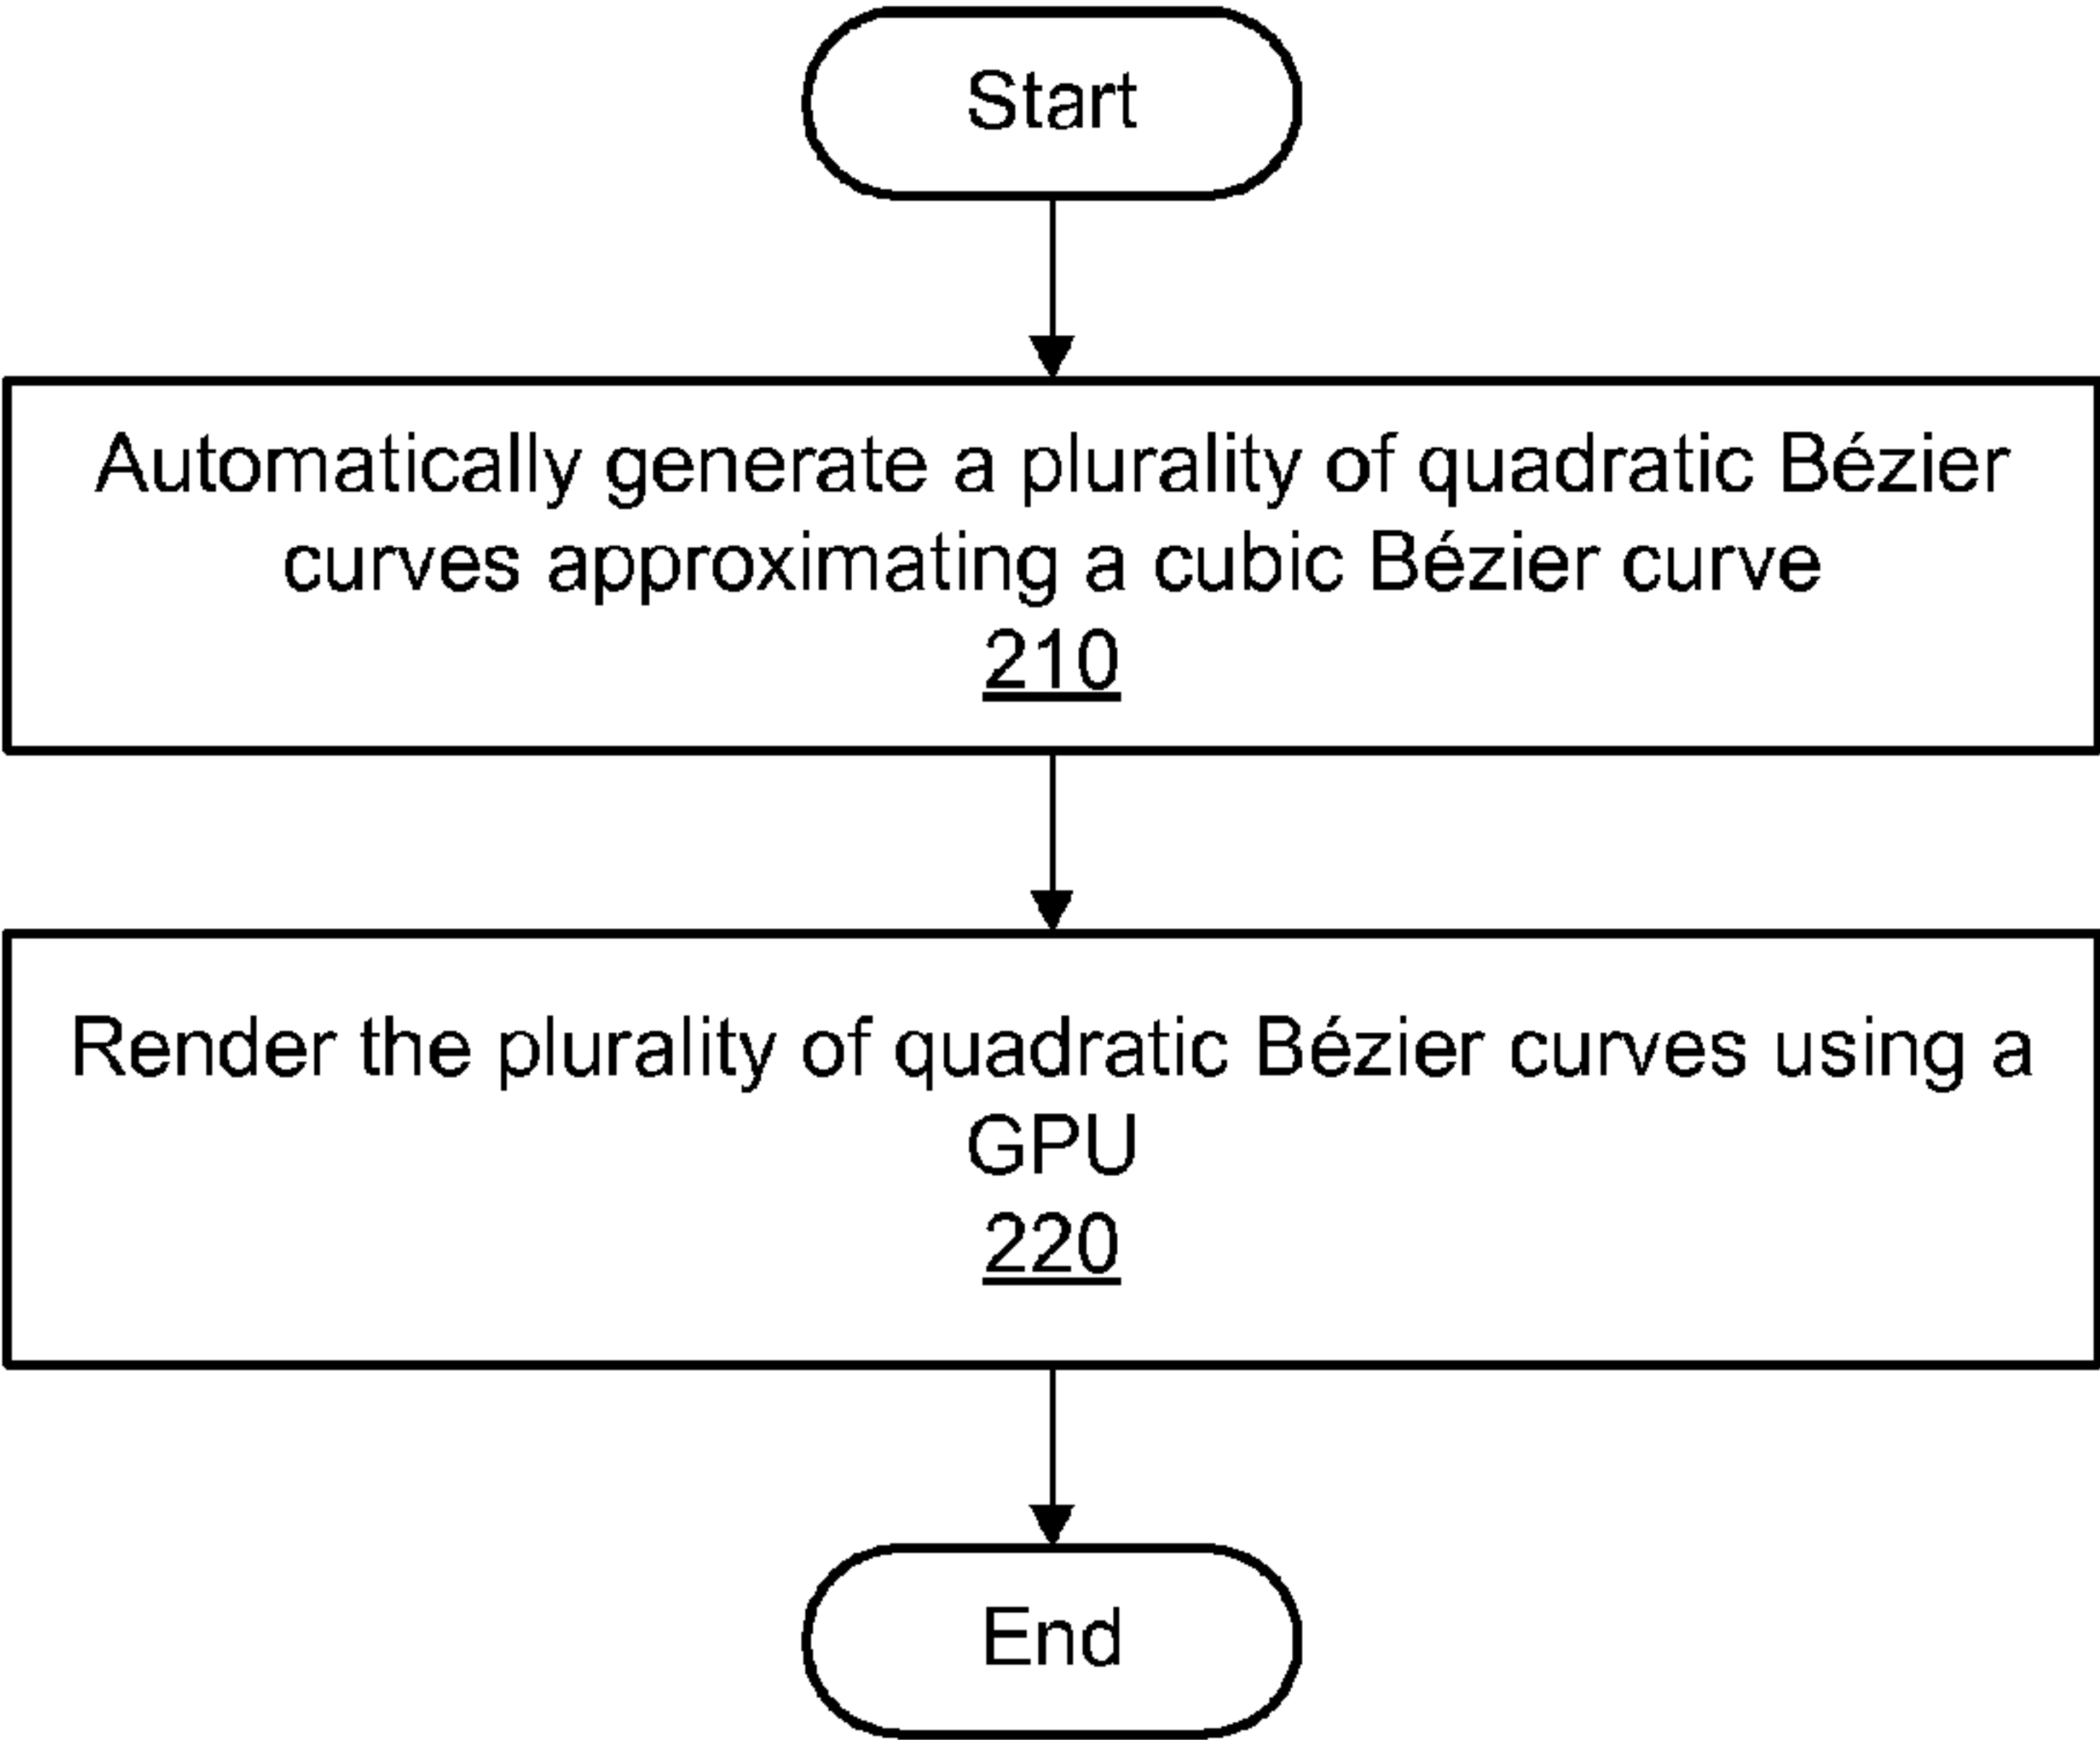 Start
Automatically generate a plurality of quadratic Bézier
curves approximating a cubic Bézier curve
210
Render the plurality of quadratic Bézier curves using a
GPU
220
End